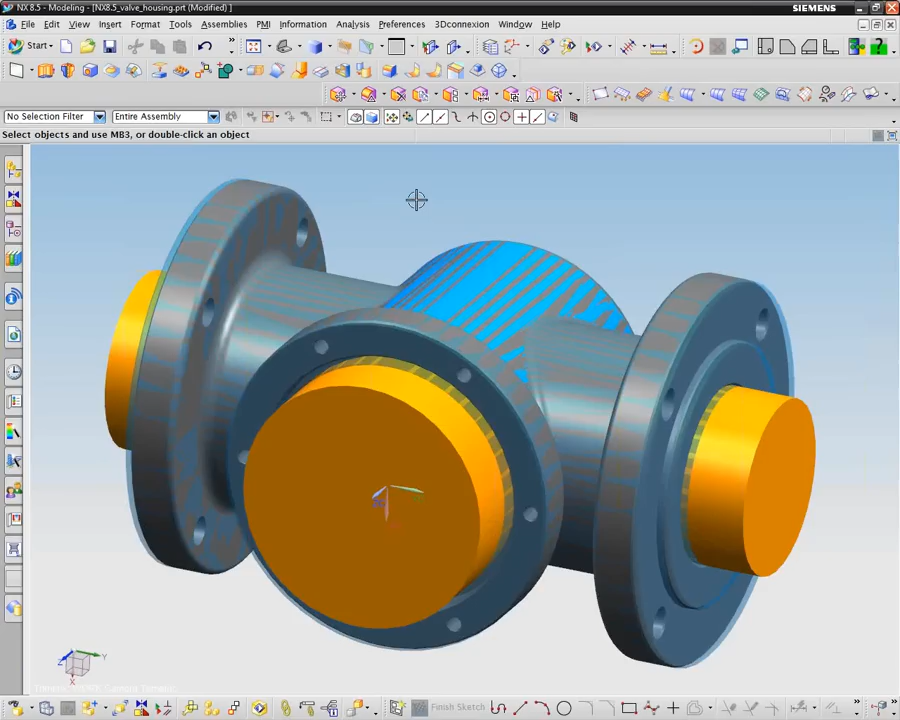 NX 8.5 - Modeling - [NX8.5_valve_housing.prt (Modified) ]
SIEMENS
File Edit View Insert Format Tools Assemblies PMI Information Analysis Preferences 3Dconnexion Window Help
Start
No Selection Filter Entire Assembly
Select objects and use MB3, or double-click an object
Z Y
X
Finish Sketch